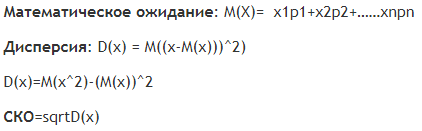 Математическое ожидание: M(X)= x1p1+x2p2+......xnpn
Дисперсия: D(x) = M((x-M(x)))^2)
D(x)=M(x^2)-(M(x))^2
СКО=sqrtD(x)